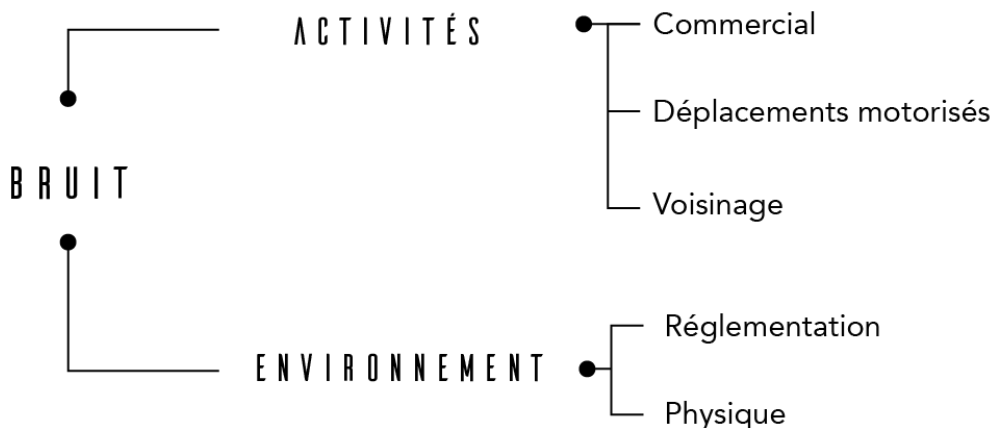 ACTIVITÉS
Commercial
Déplacements motorisés
BRUIT
Voisinage
Réglementation
ENVIRONNEMENT
Physique